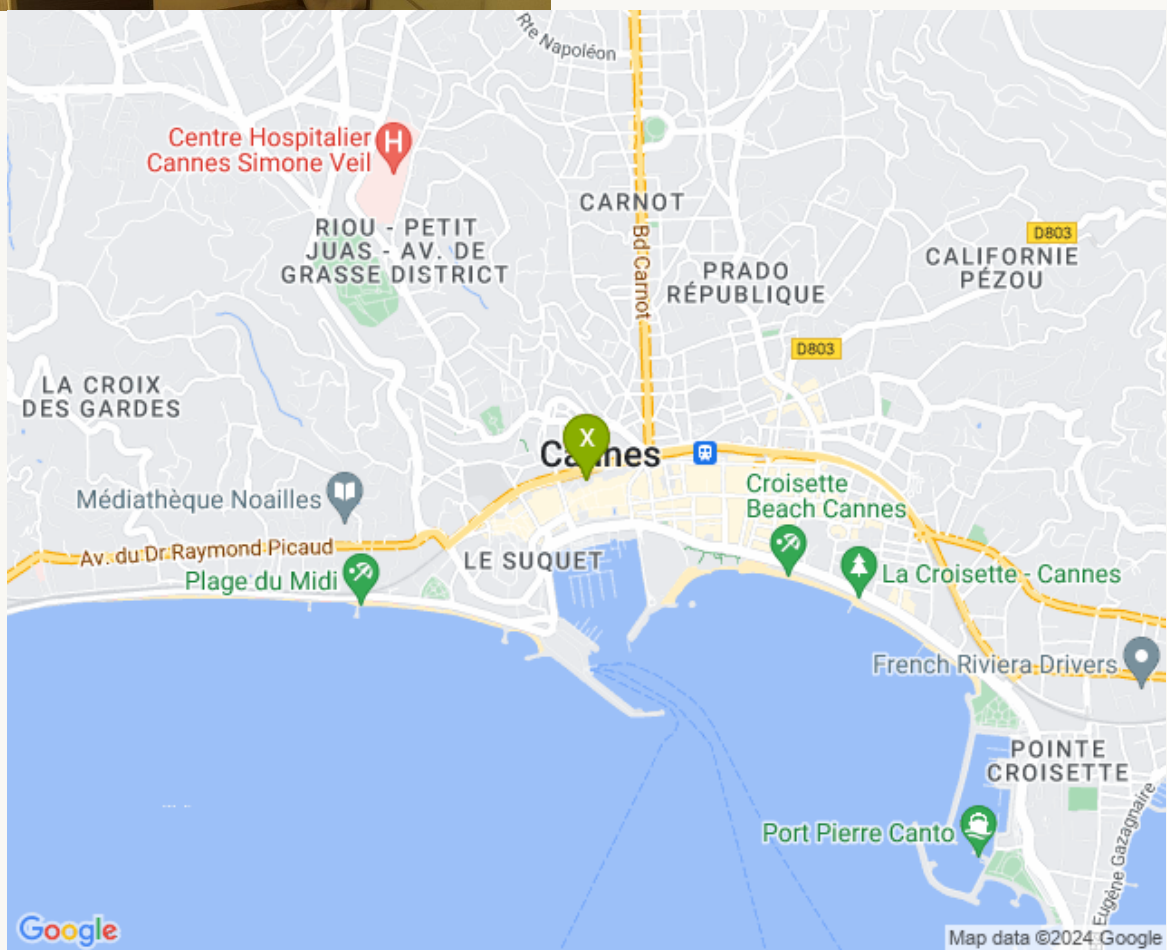 Rte Napoléon
Centre Hospitalier
Cannes Simone Veil
H
CARNOT
RIOU - PETIT
JUAS - AV. DE
GRASSE DISTRICT
Bd Carnot
D803
CALIFORNIE
PÉZOU
PRADO
RÉPUBLIQUE
D803
LA CROIX
DES GARDES
X
Cannes
Médiathèque Noailles
Croisette
Beach Cannes
Av. du Dr Raymond Picaud
LE SUQUET
Plage du Midi
La Croisette - Cannes
French Riviera Drivers
POINTE
CROISETTE
Port Pierre Canto
Eugène Gazagnaire
Google
Map data ©2024 Google